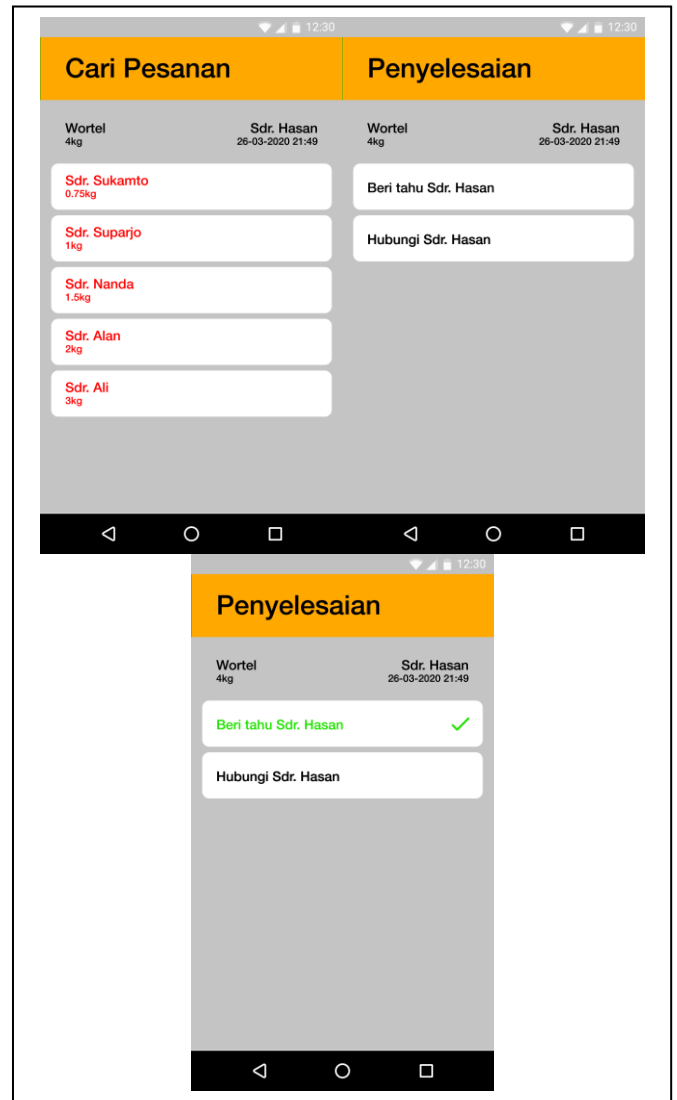 12:30
Cari Pesanan
Wortel
4kg
Sdr. Hasan
26-03-2020 21:49
Sdr. Sukamto
0.75kg
Sdr. Suparjo
1kg
Sdr. Nanda
1.5kg
Sdr. Alan
2kg
Sdr. Ali
3kg
12:30
Penyelesaian
Wortel
4kg
Sdr. Hasan
26-03-2020 21:49
Beri tahu Sdr. Hasan
Hubungi Sdr. Hasan
12:30
Penyelesaian
Wortel
4kg
Sdr. Hasan
26-03-2020 21:49
Beri tahu Sdr. Hasan
Hubungi Sdr. Hasan